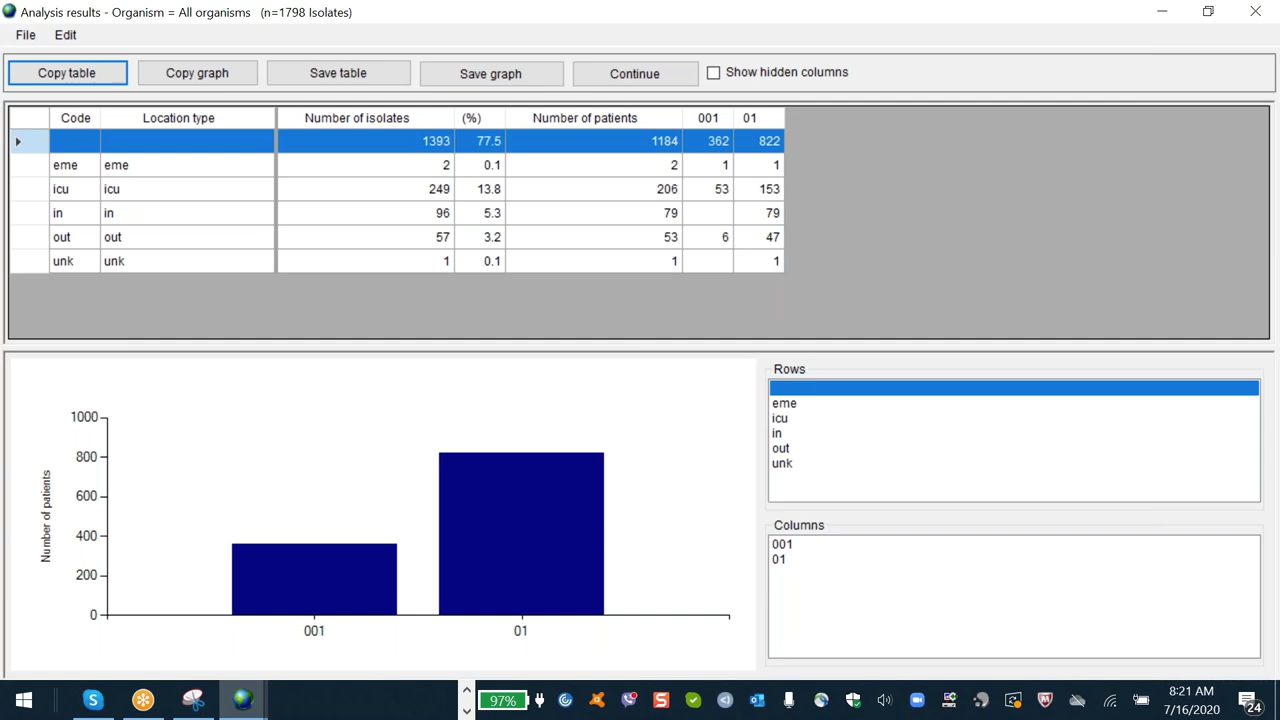 Analysis results - Organism = All organisms   (n=1798 Isolates)
File Edit
Copy table Copy graph Save table Save graph Continue Show hidden columns
Code Location type Number of isolates (%) Number of patients 001 01
1393 77.5 1184 362 822
eme eme 2 0.1 2 1 1
icu icu 249 13.8 206 53 153
in in 96 5.3 79 79
out out 57 3.2 53 6 47
unk unk 1 0.1 1 1
Number of patients
1000
800
600
400
200
0
001 01
Rows
eme
icu
in
out
unk
Columns
001
01
97%
8:21 AM
7/16/2020
24